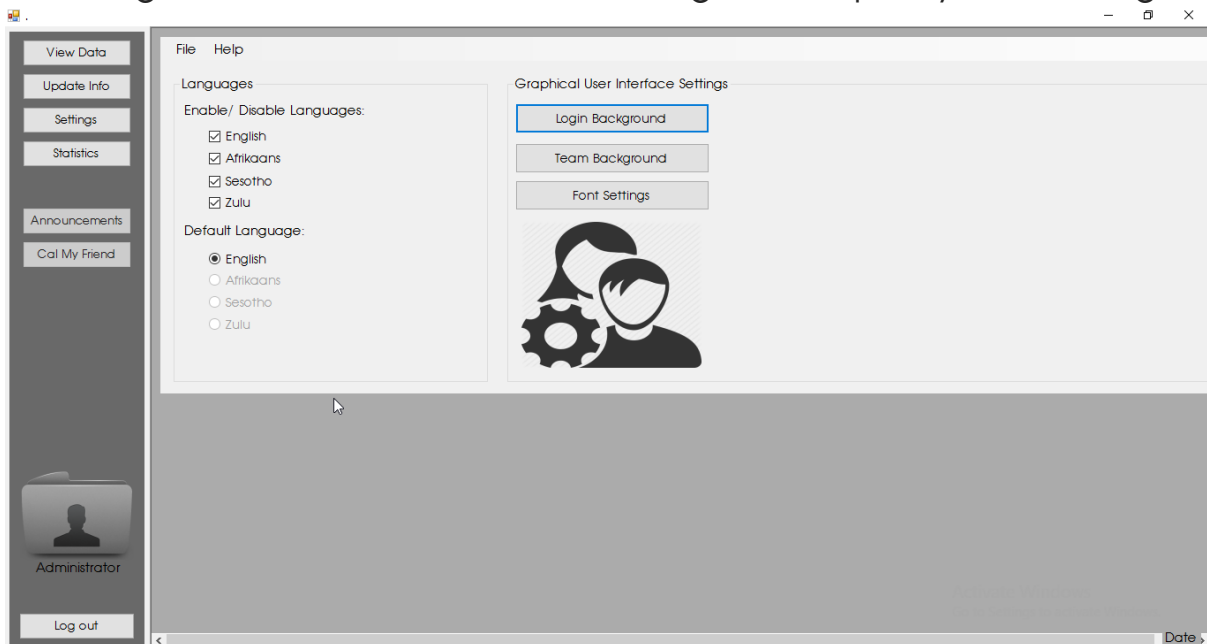 .
View Data
Update Info
Settings
Statistics
Announcements
Cal My Friend
Administrator
Log out
File Help
Languages
Enable/ Disable Languages:
English
Afrikaans
Sesotho
Zulu
Default Language:
English
Afrikaans
Sesotho
Zulu
Graphical User Interface Settings
Login Background
Team Background
Font Settings
Date